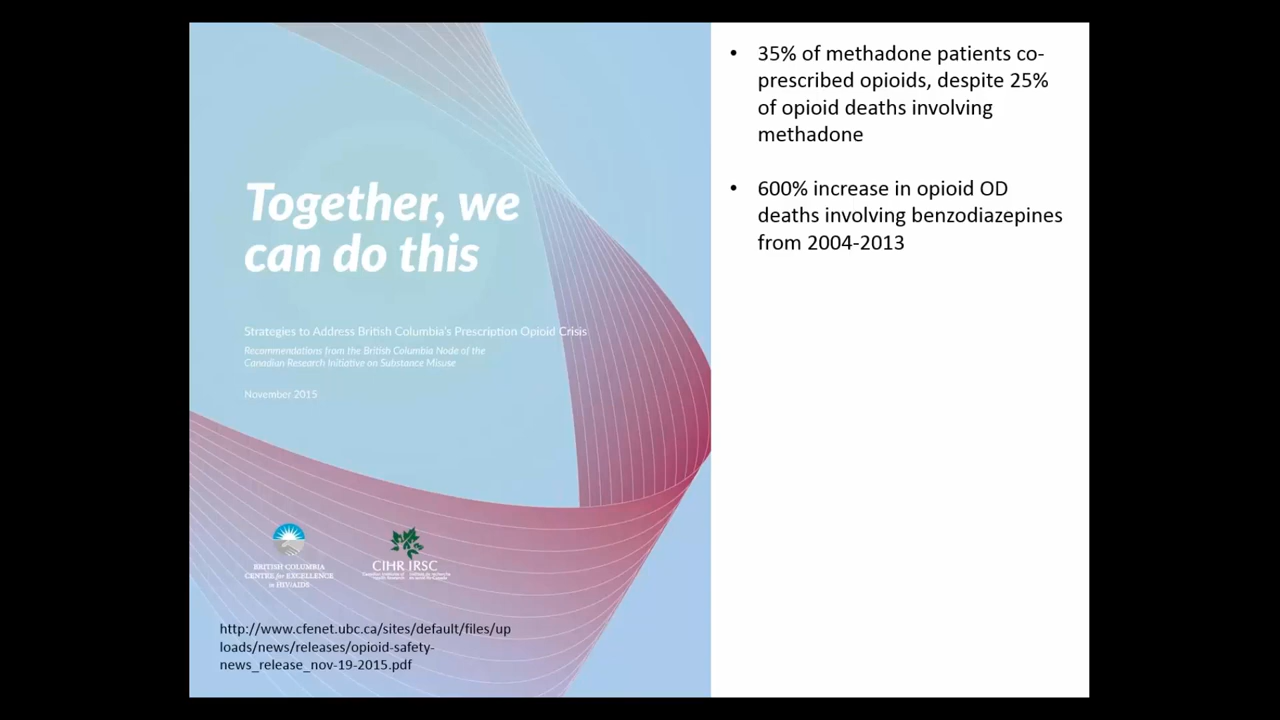 Together, we
can do this
Strategies to Address British Columbia's Prescription Opioid Crisis
Recommendations from the British Columbia Node of the
Canadian Research Initiative on Substance Misuse
November 2015
BRITISH COLUMBIA
CENTRE for EXCELLENCE
in HIV/AIDS
CIHR IRSC
http://www.cfenet.ubc.ca/sites/default/files/up
loads/news/releases/opioid-safety-
news_release_nov-19-2015.pdf
• 35% of methadone patients co-
prescribed opioids, despite 25%
of opioid deaths involving
methadone
• 600% increase in opioid OD
deaths involving benzodiazepines
from 2004-2013